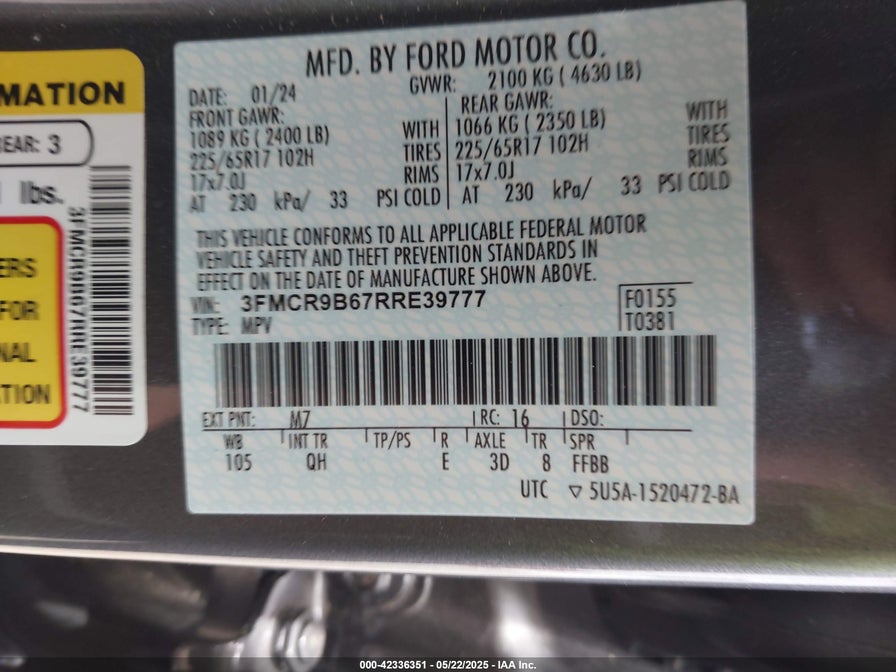 MATION
REAR: 3
lbs.
ERS
FOR
NAL
ATION
3FMCR9B67RRE39777
MFD. BY FORD MOTOR CO.
DATE: 01/24 GVWR: 2100 KG ( 4630 LB)
FRONT GAWR: REAR GAWR:
1089 KG ( 2400 LB) WITH 1066 KG ( 2350 LB) WITH
225/65R17 102H TIRES 225/65R17 102H TIRES
17x7.0J RIMS 17x7.0J RIMS
AT 230 kPa/ 33 PSI COLD AT 230 kPa/ 33 PSI COLD
THIS VEHICLE CONFORMS TO ALL APPLICABLE FEDERAL MOTOR
VEHICLE SAFETY AND THEFT PREVENTION STANDARDS IN
EFFECT ON THE DATE OF MANUFACTURE SHOWN ABOVE.
VIN: 3FMCR9B67RRE39777 F0155
TYPE: MPV T0381
EXT PNT: M7 RC: 16 DSO:
WB INT TR TP/PS R AXLE TR SPR
105 QH E 3D 8 FFBB
UTC ▽ 5U5A-1520472-BA
000-42336351 - 05/22/2025 - IAA Inc.